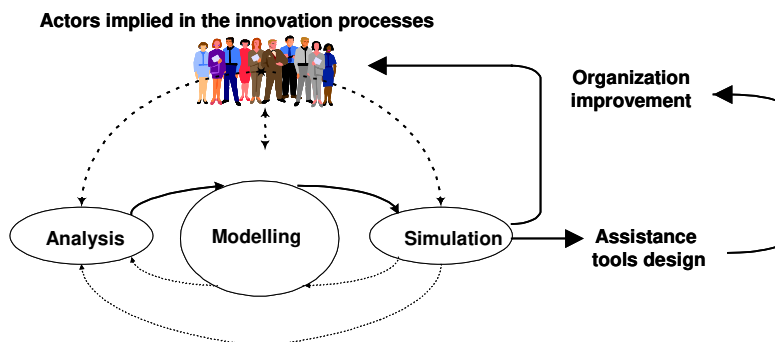 Actors implied in the innovation processes
Organization
improvement
Analysis
Modelling
Simulation
Assistance
tools design